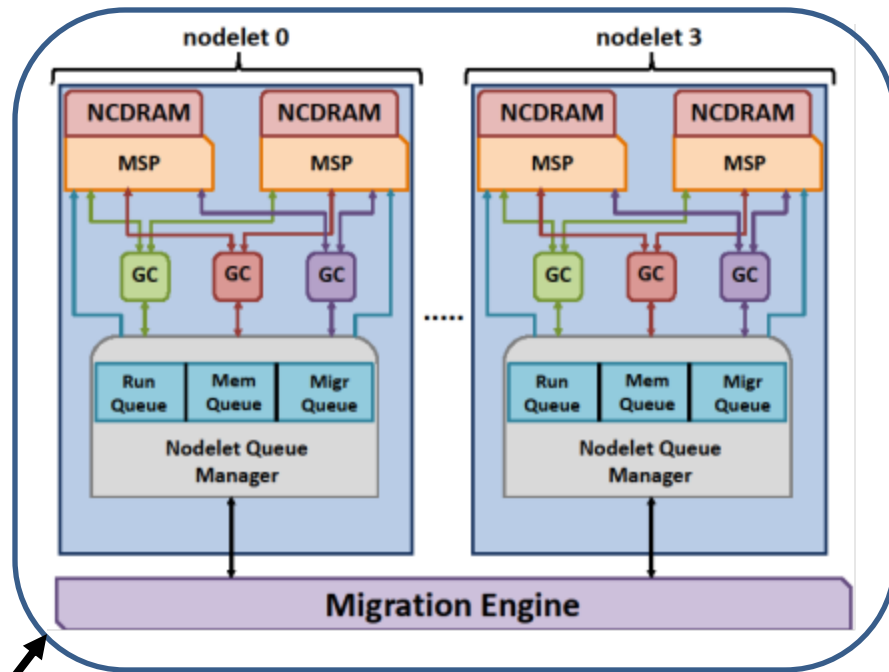 nodelet 0
nodelet 3
NCDRAM
NCDRAM
NCDRAM
NCDRAM
MSP
MSP
MSP
MSP
GC
GC
GC
.....
GC
GC
GC
Run
Queue
Mem
Queue
Migr
Queue
Run
Queue
Mem
Queue
Migr
Queue
Nodelet Queue
Manager
Nodelet Queue
Manager
Migration Engine